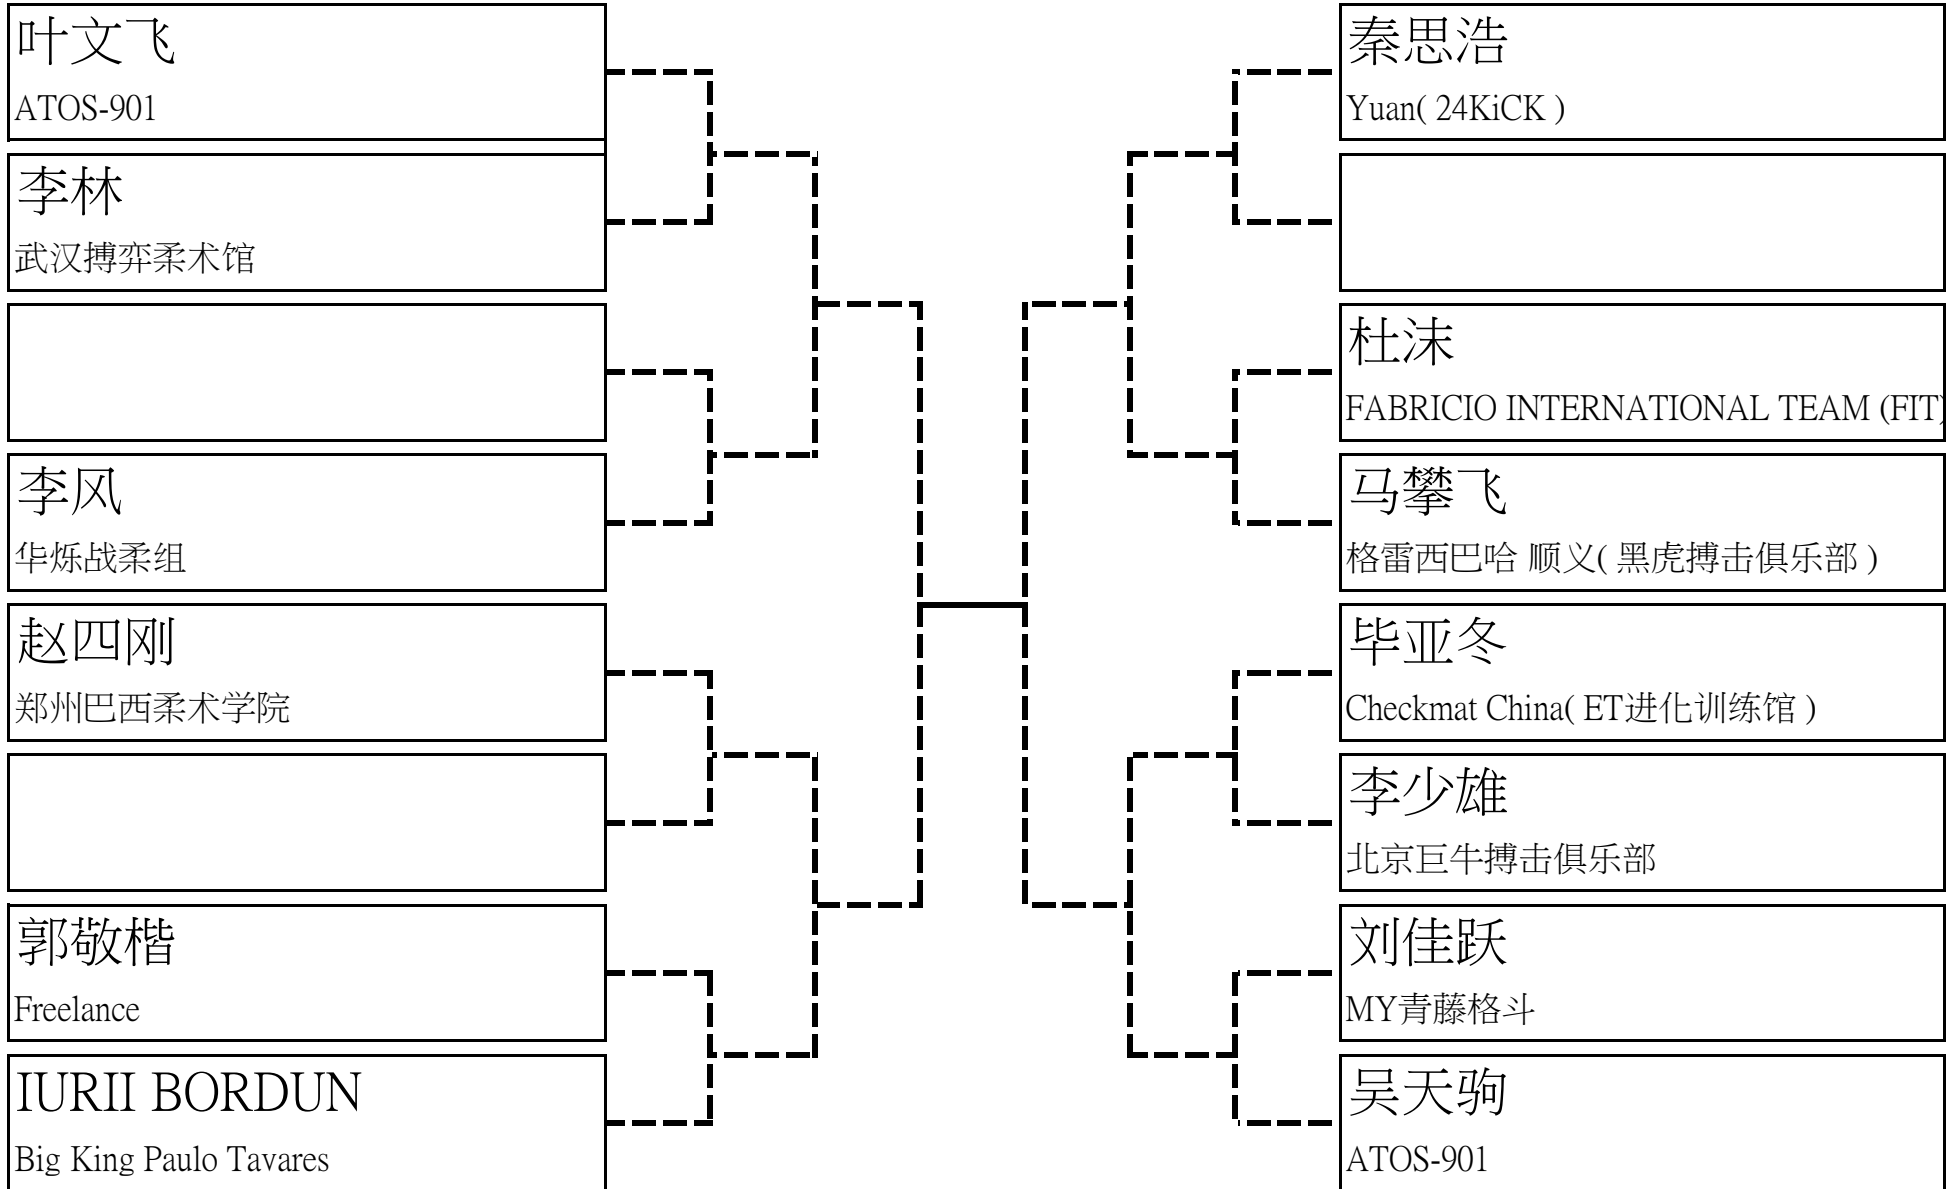 叶文飞
ATOS-901
李林
武汉搏弈柔术馆
李风
华烁战柔组
赵四刚
郑州巴西柔术学院
郭敬楷
Freelance
IURII BORDUN
Big King Paulo Tavares
秦思浩
Yuan( 24KiCK )
杜沫
FABRICIO INTERNATIONAL TEAM (FIT)
马攀飞
格雷西巴哈 顺义( 黑虎搏击俱乐部 )
毕亚冬
Checkmat China( ET进化训练馆 )
李少雄
北京巨牛搏击俱乐部
刘佳跃
MY青藤格斗
吴天驹
ATOS-901